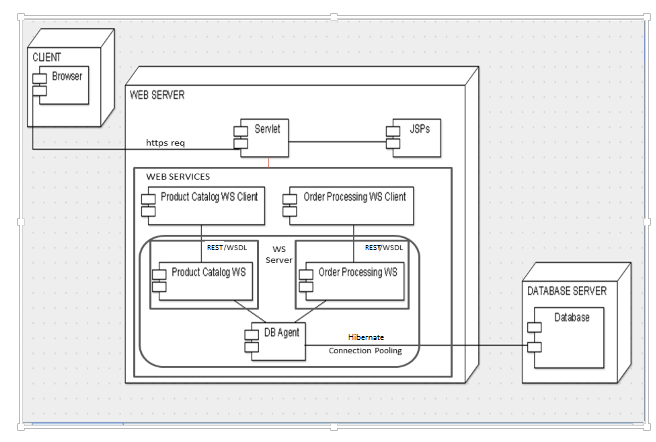 CLIENT
Browser
WEB SERVER
Servlet
JSPs
https req
WEB SERVICES
Product Catalog WS Client
Order Processing WS Client
REST/WSDL
WS
Server
REST/WSDL
Product Catalog WS
Order Processing WS
DATABASE SERVER
Database
DB Agent
Hibernate
Connection Pooling